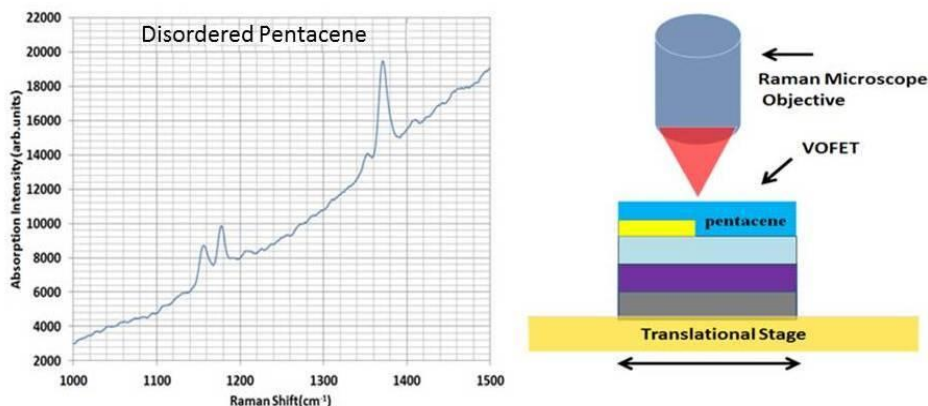 Disordered Pentacene
Absorption Intensity (arb.units)
22000
20000
18000
16000
14000
12000
10000
8000
6000
4000
2000
1000 1100 1200 1300 1400 1500
Raman Shift(cm⁻¹)
Raman Microscope
Objective
VOFET
pentacene
Translational Stage